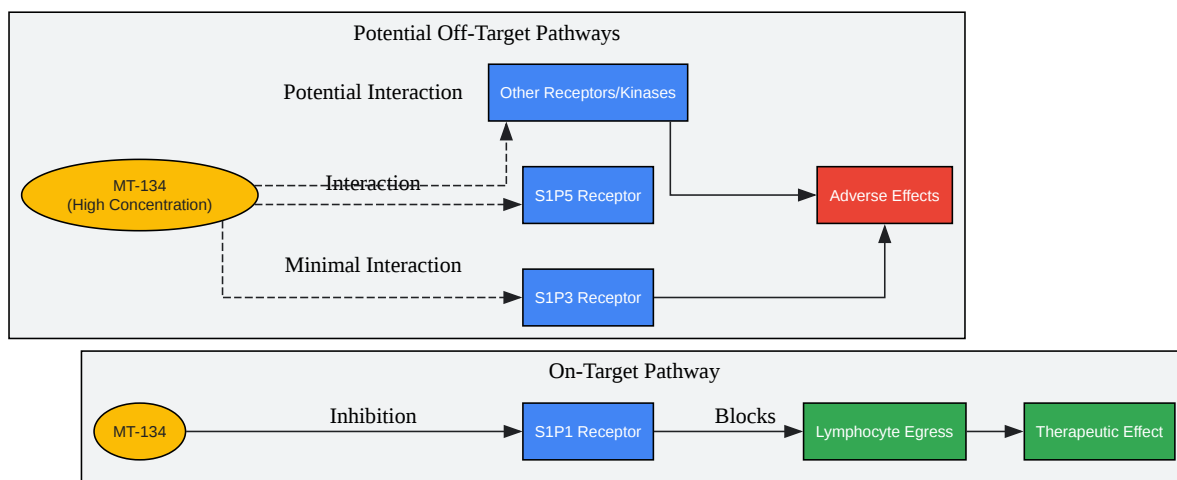 Potential Off-Target Pathways
Potential Interaction
Other Receptors/Kinases
MT-134
(High Concentration)
Interaction
S1P5 Receptor
Adverse Effects
Minimal Interaction
S1P3 Receptor
On-Target Pathway
MT-134
Inhibition
S1P1 Receptor
Blocks
Lymphocyte Egress
Therapeutic Effect